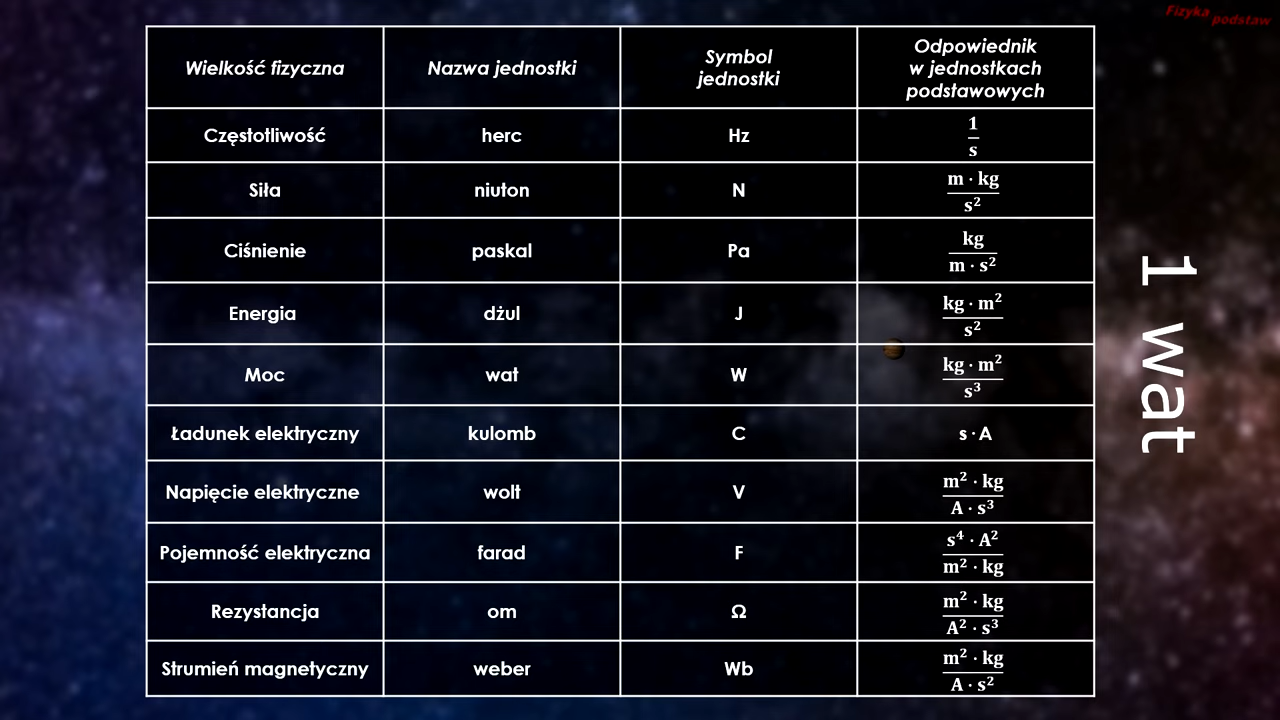 Fizyka podstaw
Wielkość fizyczna Nazwa jednostki Symbol jednostki Odpowiednik w jednostkach podstawowych
Częstotliwość herc Hz 1/s
Siła niuton N m · kg/s²
Ciśnienie paskal Pa kg/m · s²
Energia dżul J kg · m²/s²
Moc wat W kg · m²/s³
Ładunek elektryczny kulomb C s · A
Napięcie elektryczne wolt V m² · kg/A · s³
Pojemność elektryczna farad F s⁴ · A²/m² · kg
Rezystancja om Ω m² · kg/A² · s³
Strumień magnetyczny weber Wb m² · kg/A · s²
1 wat